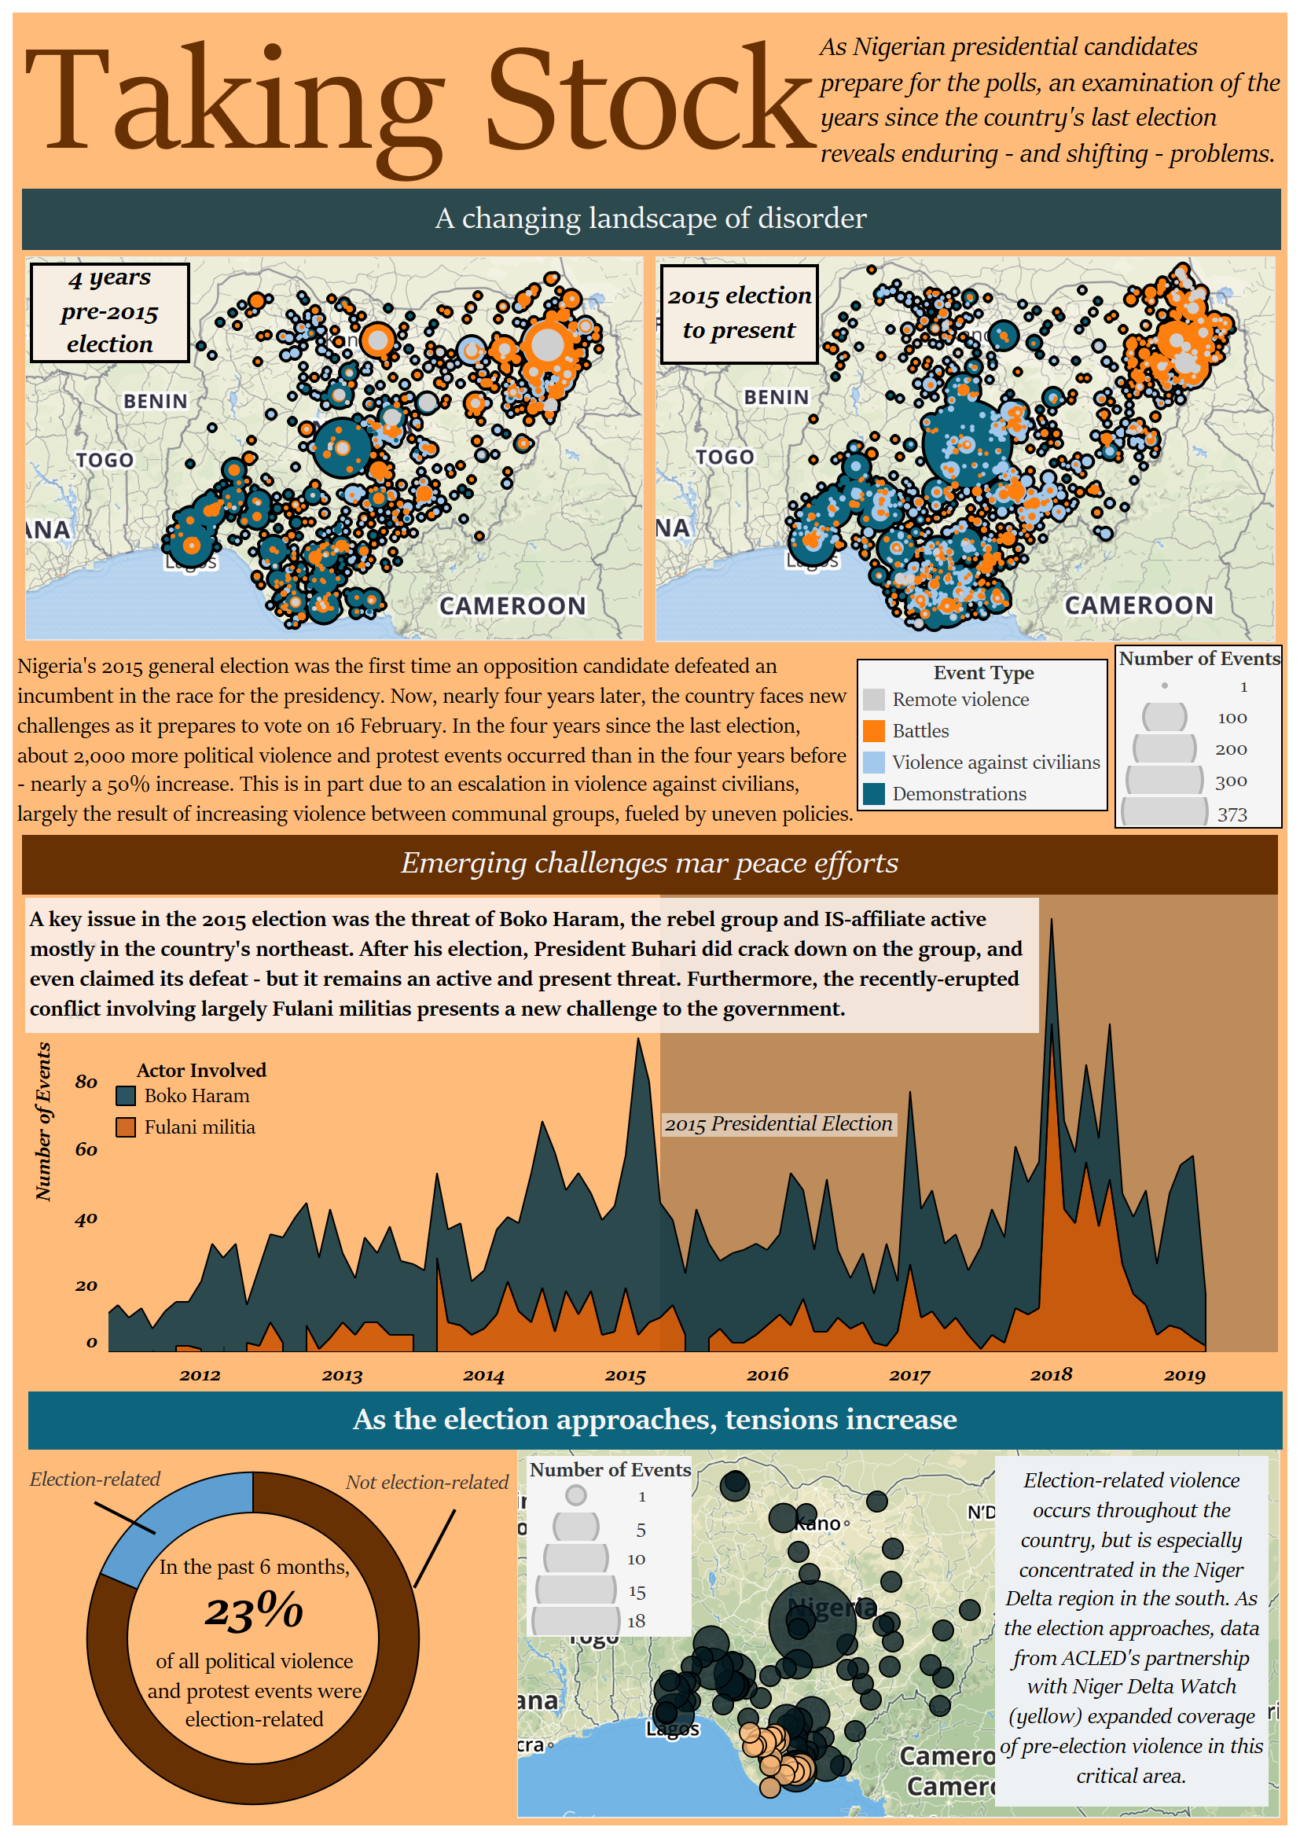 Taking Stock
As Nigerian presidential candidates
prepare for the polls, an examination of the
years since the country's last election
reveals enduring - and shifting - problems.
A changing landscape of disorder
4 years
pre-2015
election
BENIN
TOGO
ANA
Lagos
CAMEROON
2015 election
to present
BENIN
TOGO
NA
Lagos
CAMEROON
Nigeria's 2015 general election was the first time an opposition candidate defeated an
incumbent in the race for the presidency. Now, nearly four years later, the country faces new
challenges as it prepares to vote on 16 February. In the four years since the last election,
about 2,000 more political violence and protest events occurred than in the four years before
- nearly a 50% increase. This is in part due to an escalation in violence against civilians,
largely the result of increasing violence between communal groups, fueled by uneven policies.
Event Type
Remote violence
Battles
Violence against civilians
Demonstrations
Number of Events
1
100
200
300
373
Emerging challenges mar peace efforts
A key issue in the 2015 election was the threat of Boko Haram, the rebel group and IS-affiliate active
mostly in the country's northeast. After his election, President Buhari did crack down on the group, and
even claimed its defeat - but it remains an active and present threat. Furthermore, the recently-erupted
conflict involving largely Fulani militias presents a new challenge to the government.
Number of Events
Actor Involved
Boko Haram
Fulani militia
80
60
40
20
0
2015 Presidential Election
2012
2013
2014
2015
2016
2017
2018
2019
As the election approaches, tensions increase
Election-related
Not election-related
In the past 6 months,
23%
of all political violence
and protest events were
election-related
Number of Events
1
5
10
15
18
Kano
N'D
Nigeria
Togo
ana
Lagos
cra
Camero
Camero
ri
Election-related violence
occurs throughout the
country, but is especially
concentrated in the Niger
Delta region in the south. As
the election approaches, data
from ACLED's partnership
with Niger Delta Watch
(yellow) expanded coverage
of pre-election violence in this
critical area.